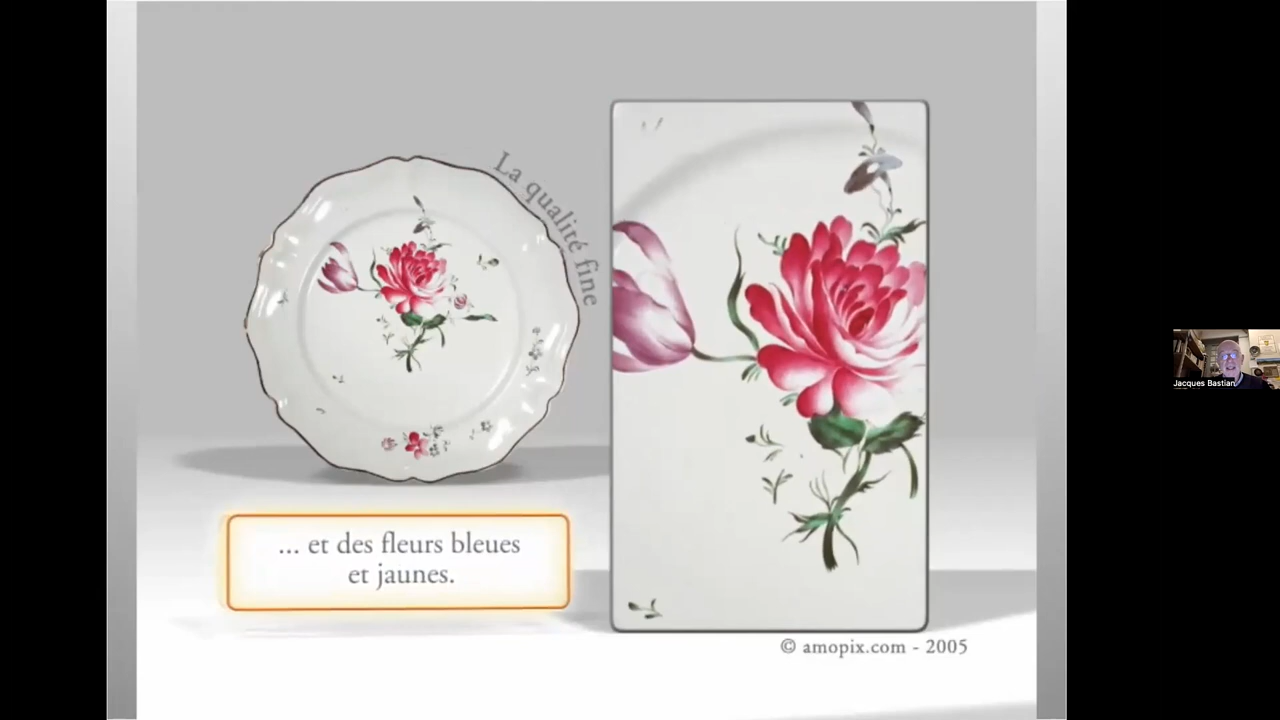 La qualité fine
... et des fleurs bleues
et jaunes.
© amopix.com - 2005
Jacques Bastian